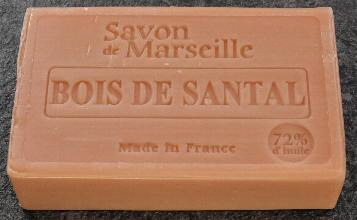 Savon
de Marseille
BOIS DE SANTAL
Made in France
72%
d'huile